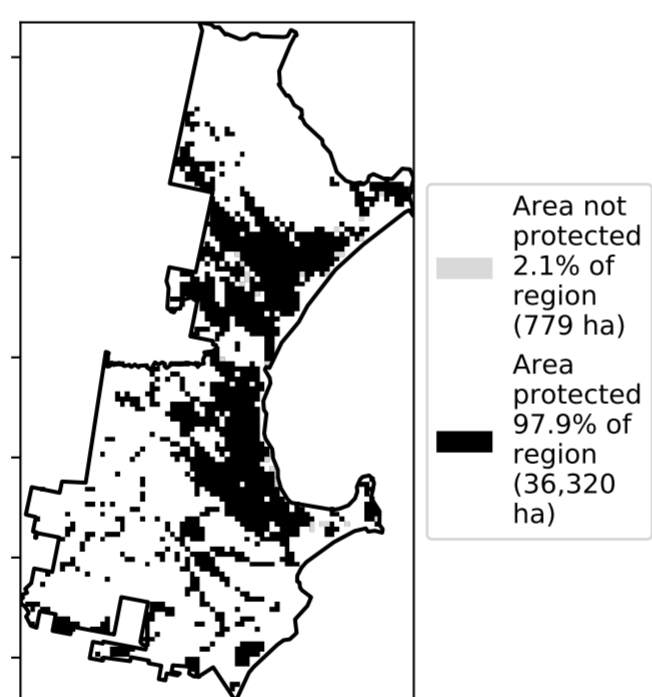 Area not
protected
2.1% of
region
(779 ha)
Area
protected
97.9% of
region
(36,320
ha)